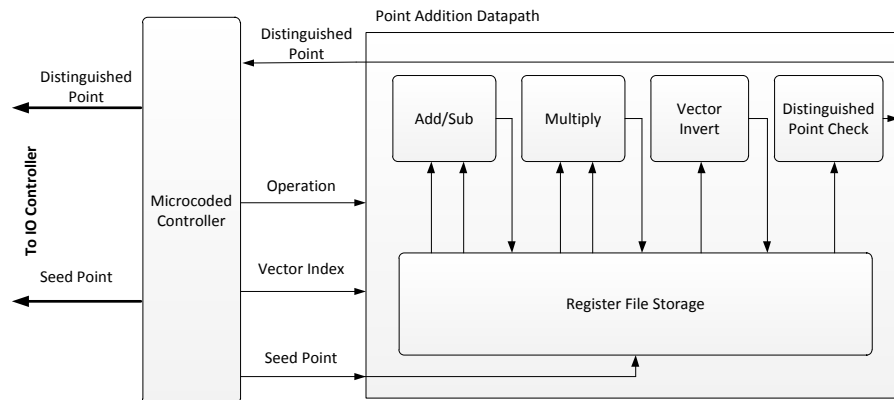 Point Addition Datapath
Distinguished
Point
Distinguished
Point
Add/Sub
Multiply
Vector
Invert
Distinguished
Point Check
To IO Controller
Microcoded
Controller
Operation
Vector Index
Seed Point
Register File Storage
Seed Point